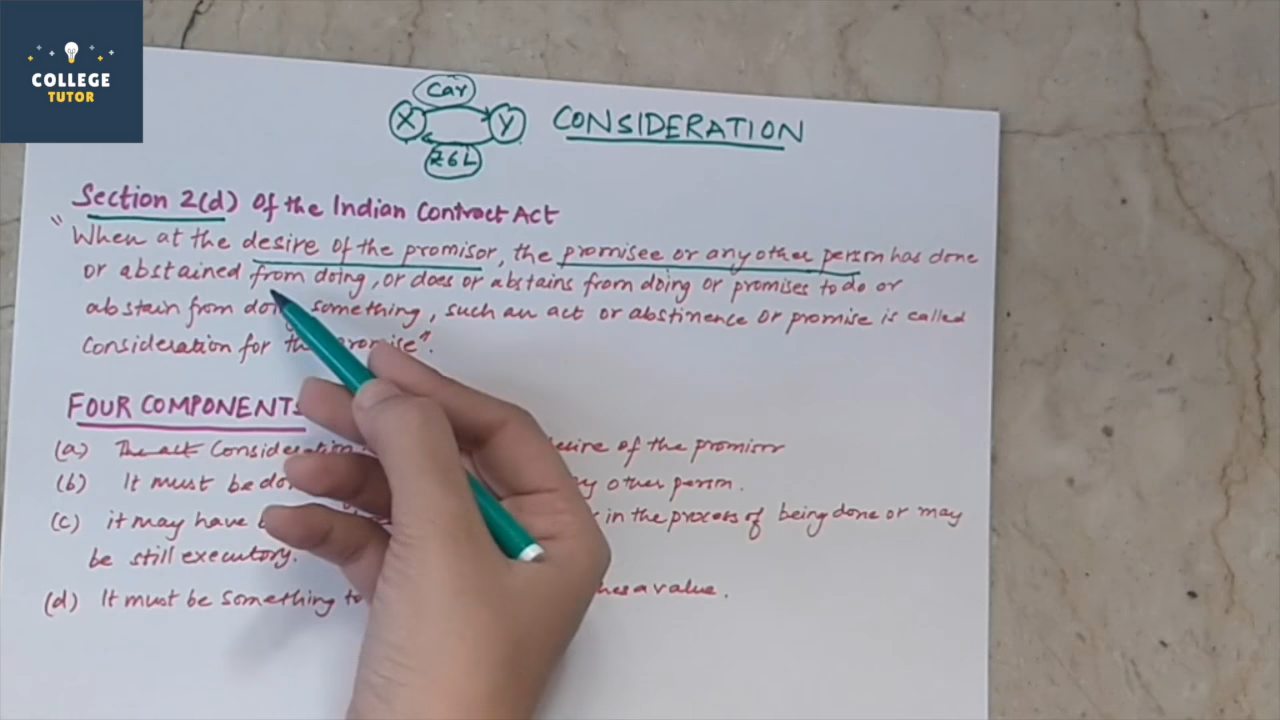 COLLEGE
TUTOR
Car
X Y CONSIDERATION
₹6L
Section 2(d) Of the Indian Contract Act
"When at the desire of the promisor, the promisee or any other person has done
or abstained from doing, or does or abstains from doing or promises to do or
abstain from doing something, such an act or abstinence or promise is called
Consideration for the promise".
FOUR COMPONENTS
(a) The act Consideration desire of the promisor
(b) It must be any other person.
(c) it may have in the process of being done or may
be still executory.
(d) It must be something to has a value.